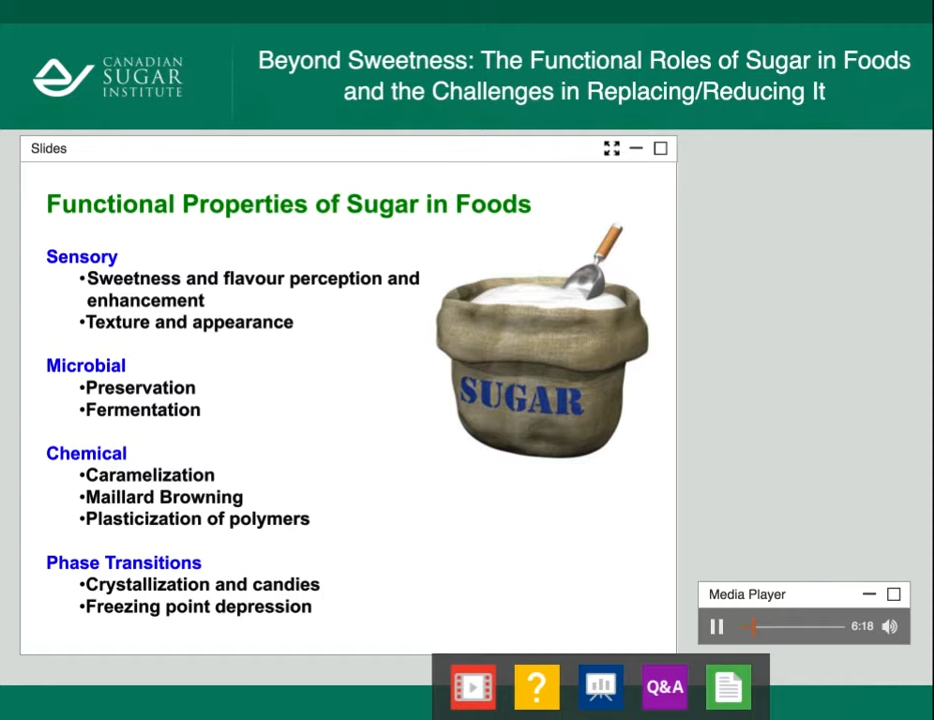 CANADIAN
SUGAR
INSTITUTE
Beyond Sweetness: The Functional Roles of Sugar in Foods
and the Challenges in Replacing/Reducing It
Slides
Functional Properties of Sugar in Foods
Sensory
•Sweetness and flavour perception and
enhancement
•Texture and appearance
Microbial
•Preservation
•Fermentation
Chemical
•Caramelization
•Maillard Browning
•Plasticization of polymers
Phase Transitions
•Crystallization and candies
•Freezing point depression
SUGAR
Media Player
6:18
?
Q&A